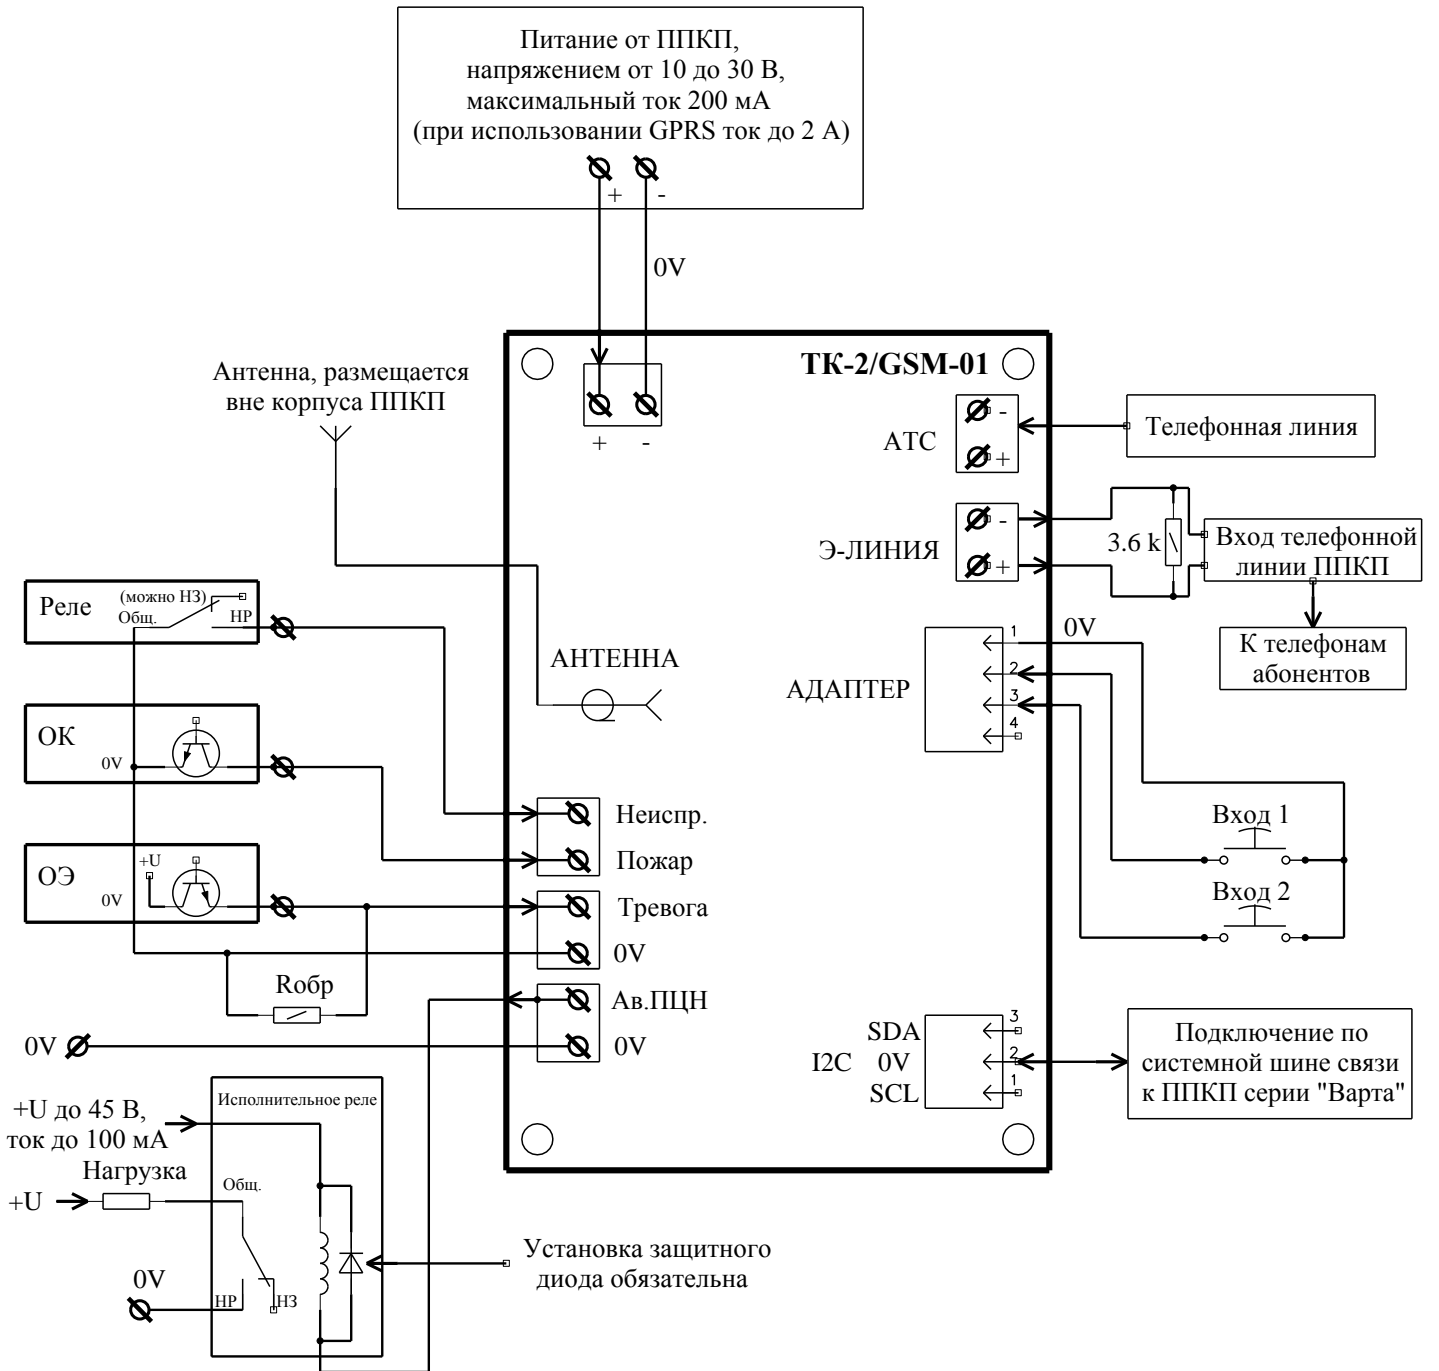 Питание от ППКП,
напряжением от 10 до 30 В,
максимальный ток 200 мА
(при использовании GPRS ток до 2 А)
+ -
0V
ТК-2/GSM-01
Антенна, размещается
вне корпуса ППКП
+ -
АТС
-
+
Телефонная линия
Э-ЛИНИЯ
-
+
3.6 k
Вход телефонной
линии ППКП
К телефонам
абонентов
Реле
(можно НЗ)
Общ.
НР
АНТЕННА
АДАПТЕР
1
2
3
4
0V
ОК
0V
Неиспр.
Пожар
Вход 1
Вход 2
ОЭ
+U
0V
Тревога
0V
Rобр
Ав.ПЦН
0V
0V
SDA
I2C 0V
SCL
3
2
1
Подключение по
системной шине связи
к ППКП серии "Варта"
Исполнительное реле
+U до 45 В,
ток до 100 мА
Нагрузка
+U
Общ.
0V
НР
НЗ
Установка защитного
диода обязательна